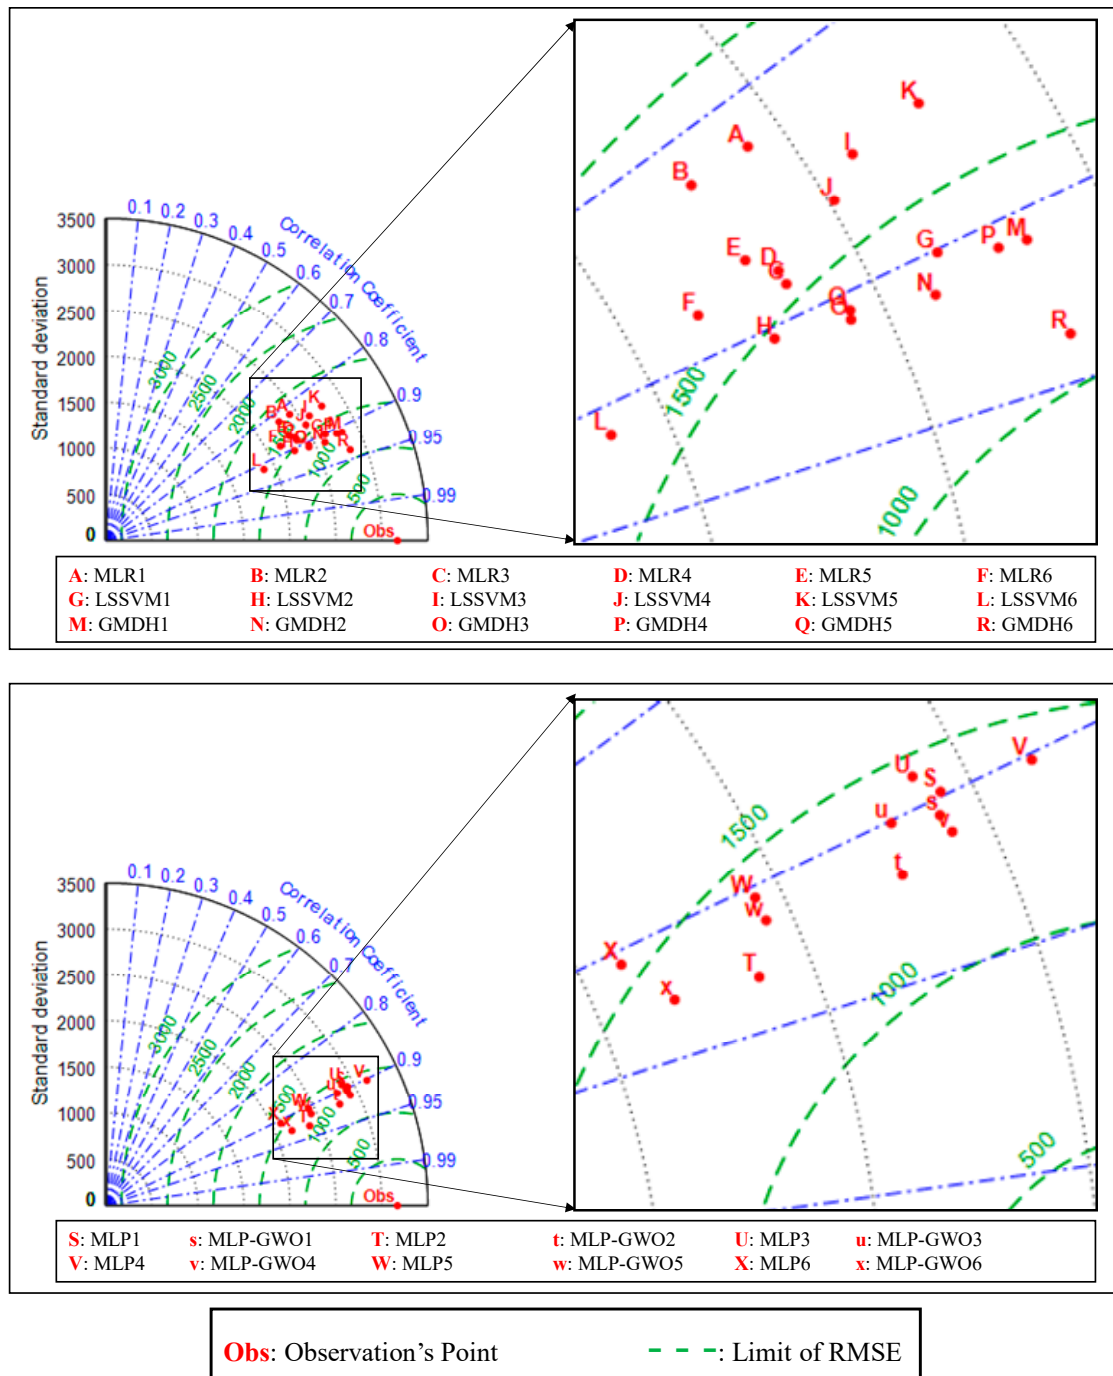 Standard deviation
3500
3000
2500
2000
1500
1000
500
0
0.1 0.2 0.3 0.4 0.5 0.6 0.7 0.8 0.9 0.95 0.99
Correlation Coefficient
3000 2500 2000 1500 1000 500
A B I J K L M R
Obs
K
A I
B J
E D C G P M
F O Q N
H R
L
1500
1000
A: MLR1 B: MLR2 C: MLR3 D: MLR4 E: MLR5 F: MLR6
G: LSSVM1 H: LSSVM2 I: LSSVM3 J: LSSVM4 K: LSSVM5 L: LSSVM6
M: GMDH1 N: GMDH2 O: GMDH3 P: GMDH4 Q: GMDH5 R: GMDH6
Standard deviation
3500
3000
2500
2000
1500
1000
500
0
0.1 0.2 0.3 0.4 0.5 0.6 0.7 0.8 0.9 0.95 0.99
Correlation Coefficient
3000 2500 2000 1500 1000 500
U V u W X T
Obs
V
U S
u s v
t
W
w
X T
x
1500
1000
500
S: MLP1 s: MLP-GWO1 T: MLP2 t: MLP-GWO2 U: MLP3 u: MLP-GWO3
V: MLP4 v: MLP-GWO4 W: MLP5 w: MLP-GWO5 X: MLP6 x: MLP-GWO6
Obs: Observation's Point - - -: Limit of RMSE